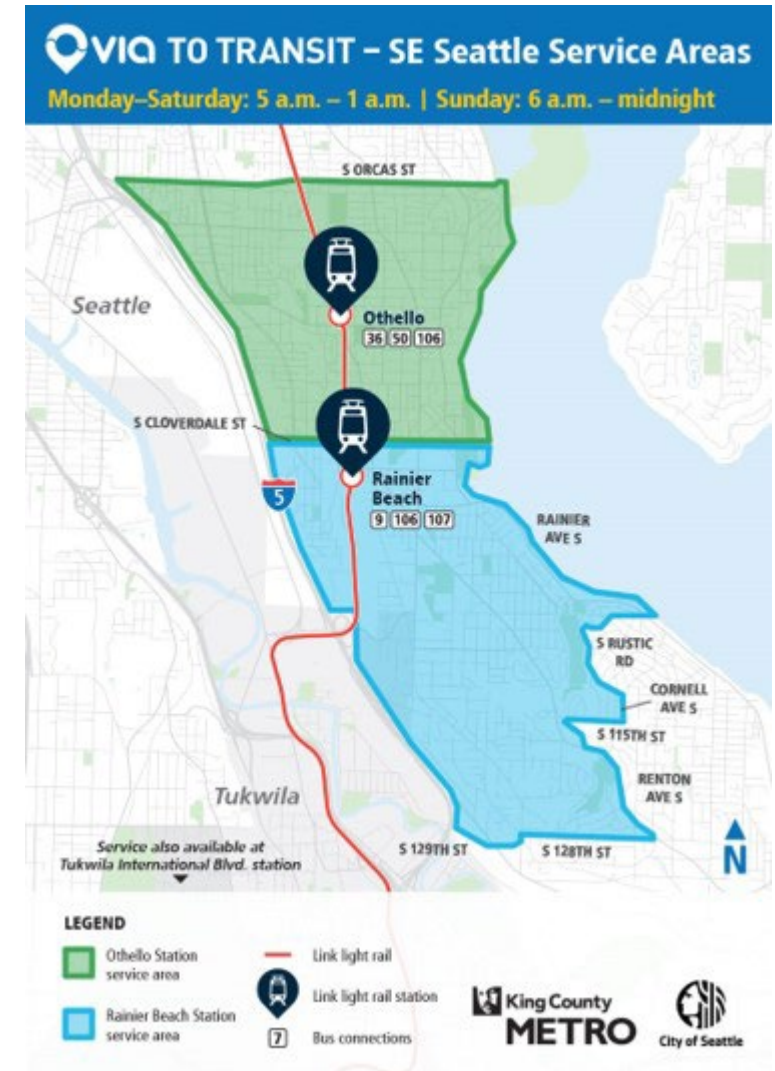 VIA TO TRANSIT – SE Seattle Service Areas
Monday–Saturday: 5 a.m. – 1 a.m. | Sunday: 6 a.m. – midnight
S ORCAS ST
Seattle
Othello
36 50 106
S CLOVERDALE ST
5
Rainier
Beach
9 106 107
RAINIER
AVE S
S RUSTIC
RD
CORNELL
AVE S
S 115TH ST
RENTON
AVE S
Tukwila
Service also available at
Tukwila International Blvd. station
S 129TH ST
S 128TH ST
N
LEGEND
Othello Station
service area
Rainier Beach Station
service area
Link light rail
Link light rail station
7 Bus connections
King County
METRO
City of Seattle